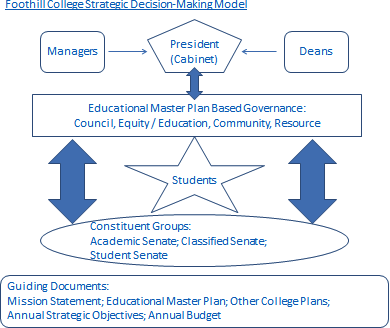 Foothill College Strategic Decision-Making Model
Managers
President
(Cabinet)
Deans
Educational Master Plan Based Governance:
Council, Equity / Education, Community, Resource
Students
Constituent Groups:
Academic Senate; Classified Senate;
Student Senate
Guiding Documents:
Mission Statement; Educational Master Plan; Other College Plans;
Annual Strategic Objectives; Annual Budget